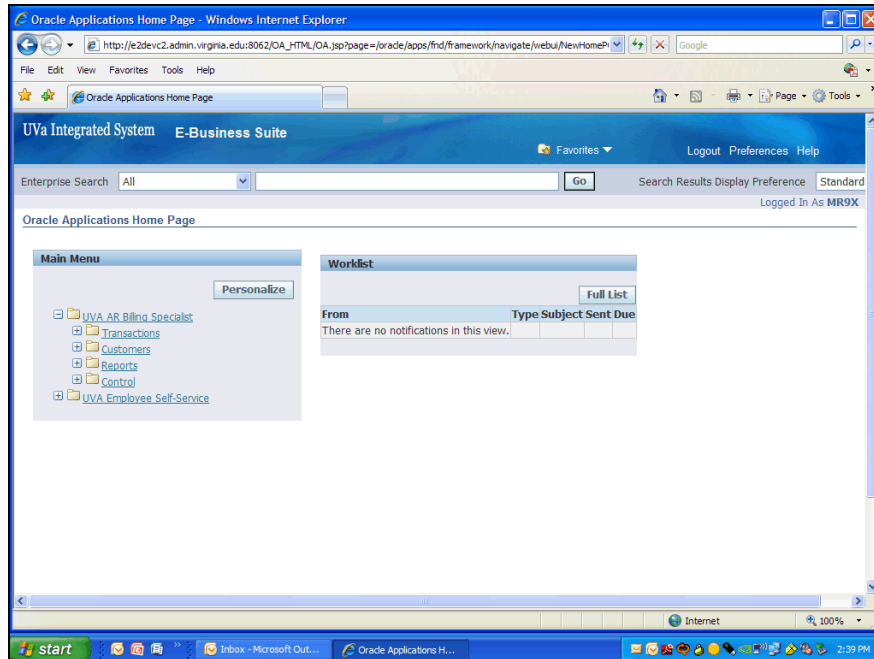 Oracle Applications Home Page - Windows Internet Explorer
http://e2devc2.admin.virginia.edu:8062/OA_HTML/OA.jsp?page=/oracle/apps/fnd/framework/navigate/webui/NewHomeP
Google
File Edit View Favorites Tools Help
Oracle Applications Home Page
Page Tools
UVa Integrated System E-Business Suite
Favorites Logout Preferences Help
Enterprise Search All Go Search Results Display Preference Standard
Logged In As MR9X
Oracle Applications Home Page
Main Menu
Personalize
UVA AR Billing Specialist
Transactions
Customers
Reports
Control
UVA Employee Self-Service
Worklist
Full List
From Type Subject Sent Due
There are no notifications in this view.
Internet 100%
start Inbox - Microsoft Out... Oracle Applications H... 2:39 PM